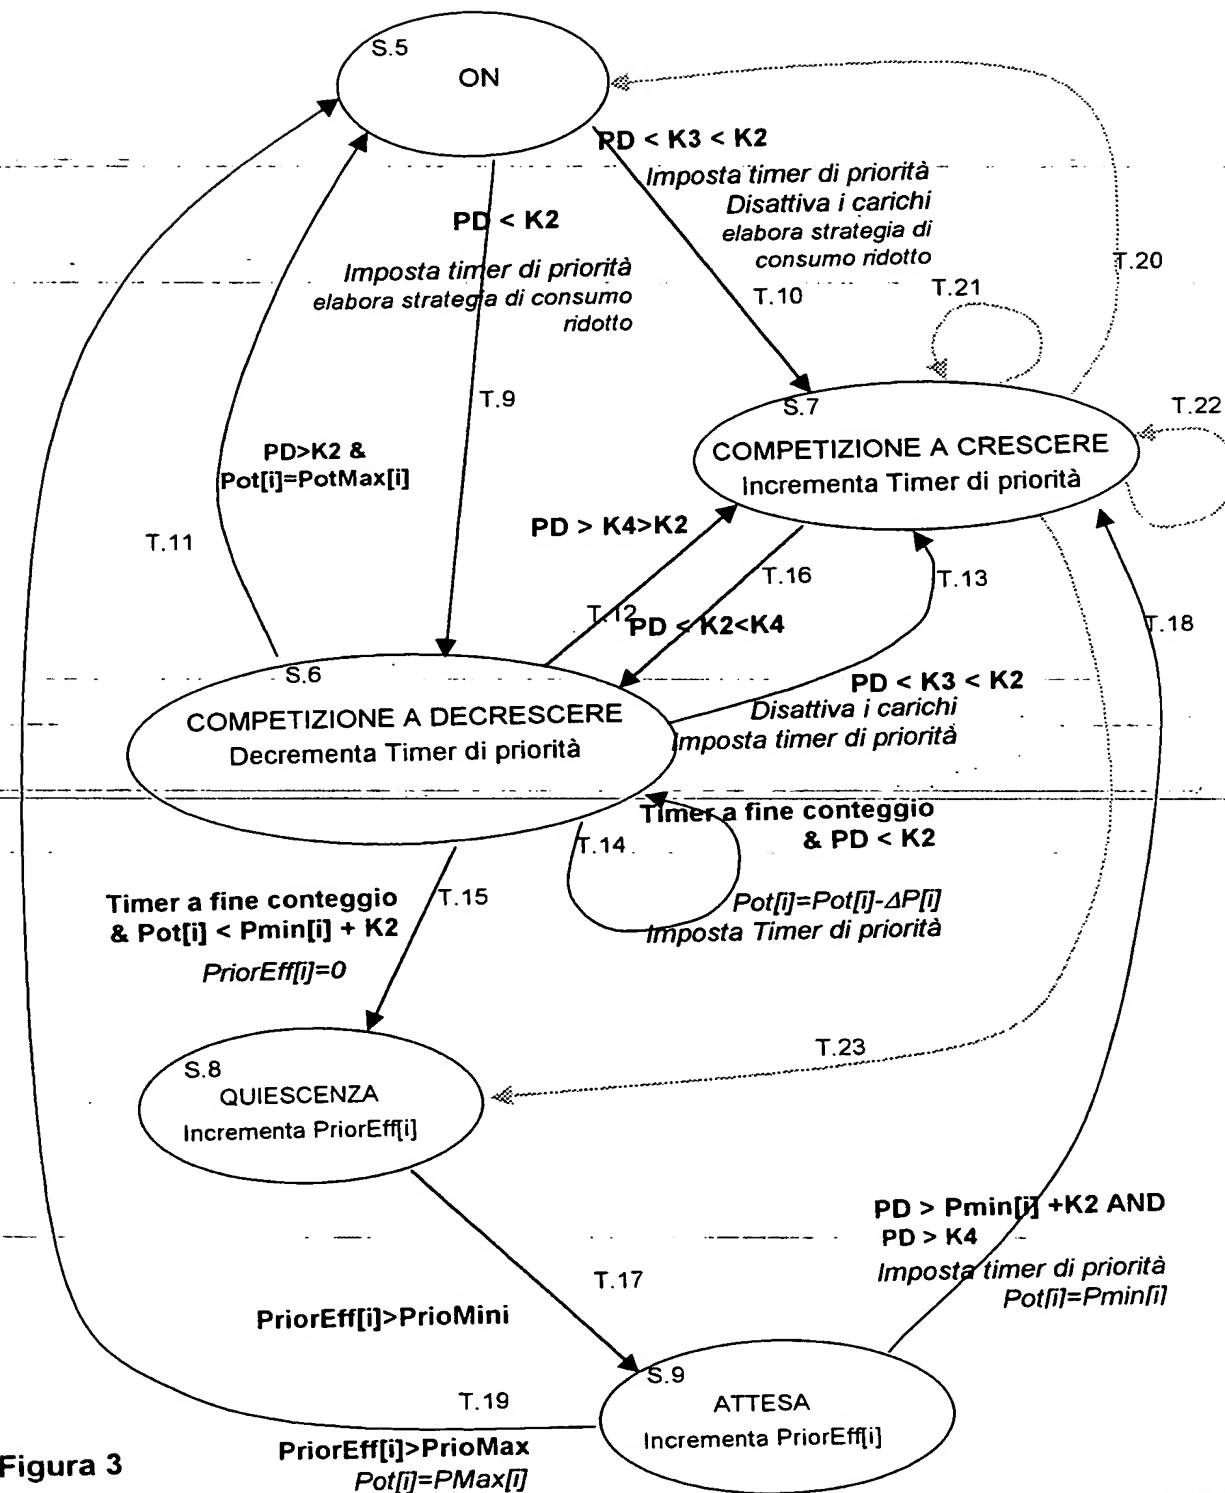 S.5
ON
PD < K3 < K2
Imposta timer di priorità
Disattiva i carichi
elabora strategia di
consumo ridotto
T.10
PD < K2
Imposta timer di priorità
elabora strategia di consumo
ridotto
T.9
T.20
T.21
T.22
S.7
COMPETIZIONE A CRESCERE
Incrementa Timer di priorità
PD>K2 &
Pot[i]=PotMax[i]
T.11
PD > K4>K2
T.12
T.16
PD < K2<K4
T.13
T.18
PD < K3 < K2
Disattiva i carichi
Imposta timer di priorità
S.6
COMPETIZIONE A DECRESCERE
Decrementa Timer di priorità
Timer a fine conteggio
& PD < K2
T.14
Pot[i]=Pot[i]-ΔP[i]
Imposta Timer di priorità
Timer a fine conteggio
& Pot[i] < Pmin[i] + K2
PriorEff[i]=0
T.15
T.23
S.8
QUIESCENZA
Incrementa PriorEff[i]
PD > Pmin[i] +K2 AND
PD > K4
Imposta timer di priorità
Pot[i]=Pmin[i]
T.17
PriorEff[i]>PrioMini
S.9
ATTESA
Incrementa PriorEff[i]
T.19
PriorEff[i]>PrioMax
Pot[i]=PMax[i]
Figura 3